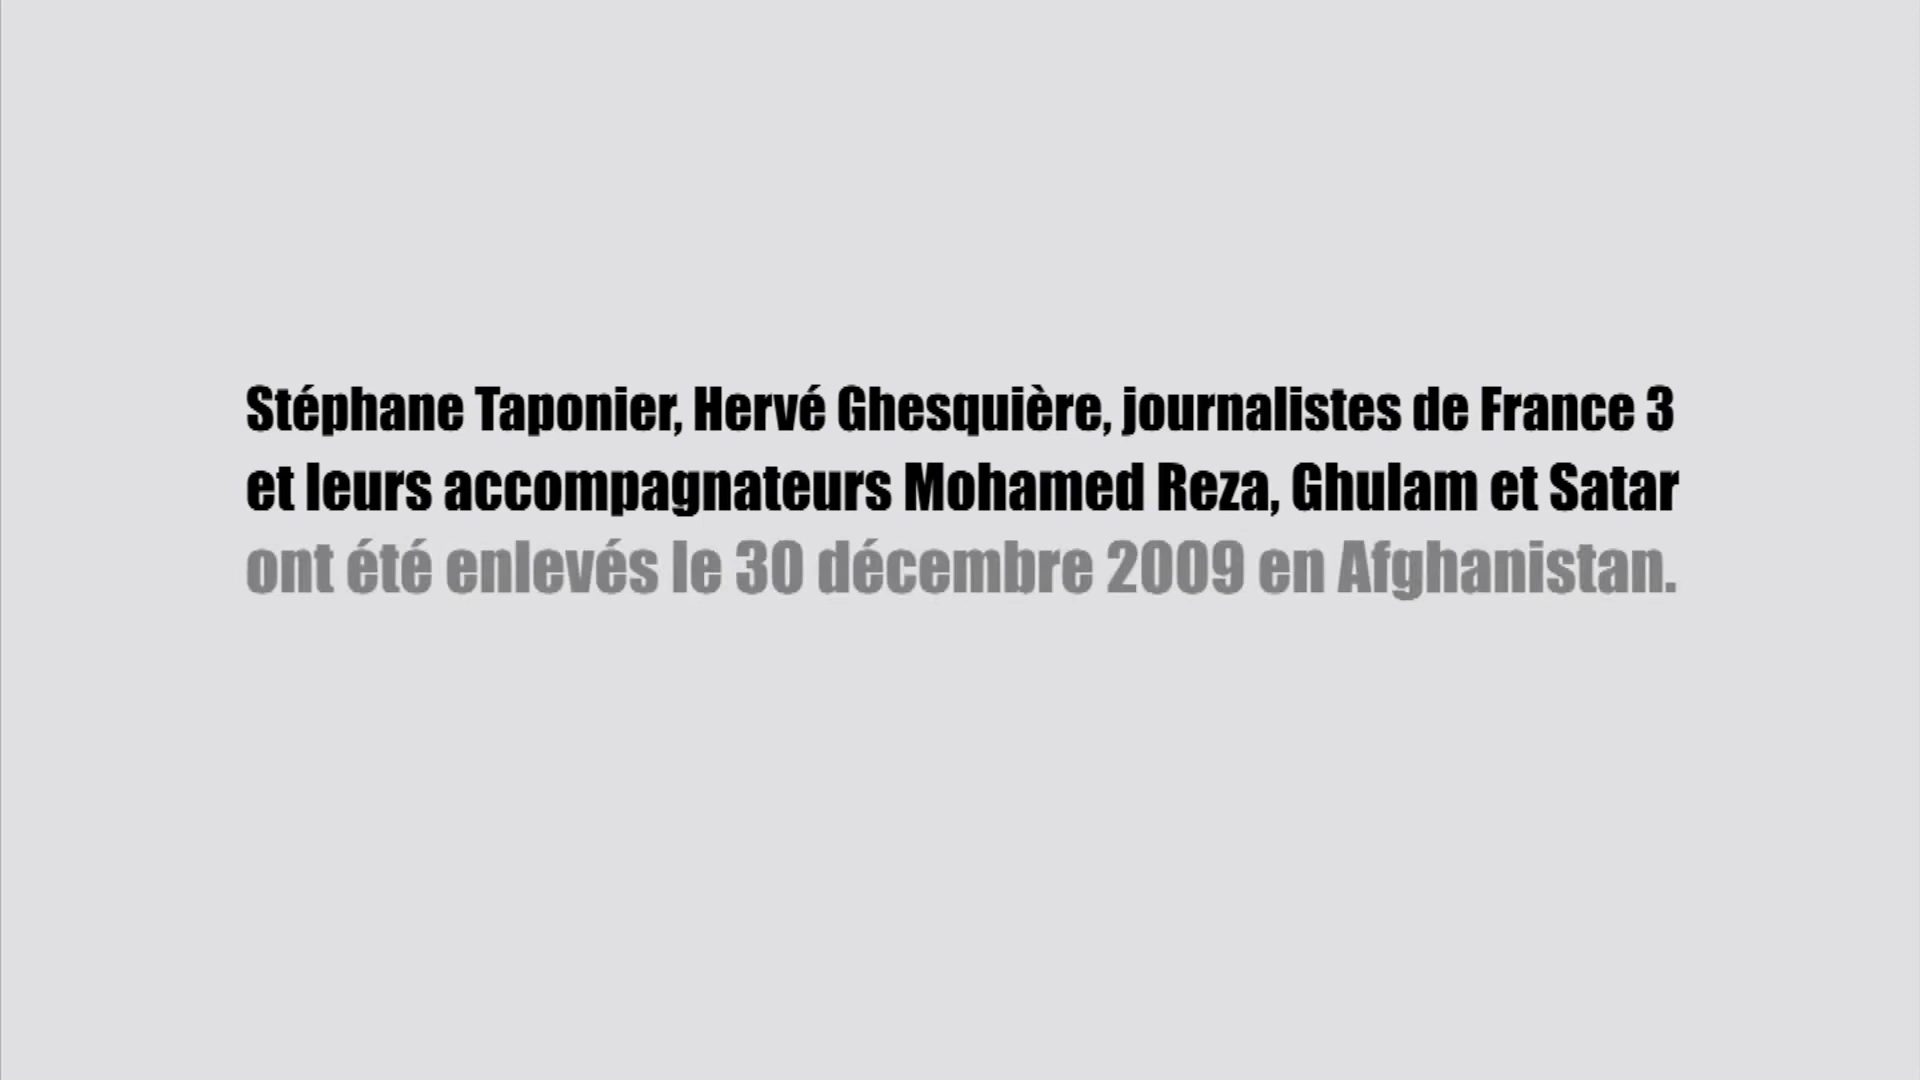 Stéphane Taponier, Hervé Ghesquière, journalistes de France 3
et leurs accompagnateurs Mohamed Reza, Ghulam et Satar
ont été enlevés le 30 décembre 2009 en Afghanistan.